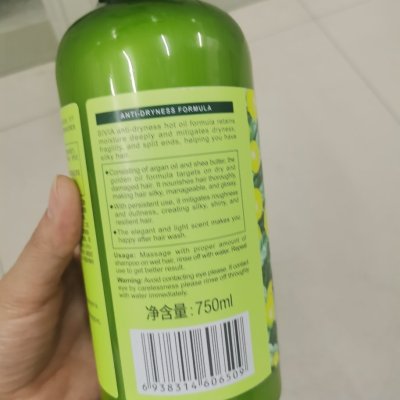 ANTI-DRYNESS FORMULA
anti-dryness hot oil formula retains
moisture deeply and mitigates dryness,
fragility, and split ends, helping you have
silky hair.
•Consisting of argan oil and shea butter, the
golden oil formula targets on dry and
damaged hair. It nourishes hair thoroughly,
making hair silky, manageable, and glossy.
•With persistent use, it mitigates roughness
and dullness, creating silky, shiny, and
resilient hair.
•The elegant and light scent makes you
happy after hair wash.
Usage: Massage with proper amount of
shampoo on wet hair, rinse off with water. Repeat
use to get better result.
Warning: Avoid contacting eye please. If contact
eye by carelessness please rinse off throughly
with water immediately.
净含量:750ml
6 938314 606509